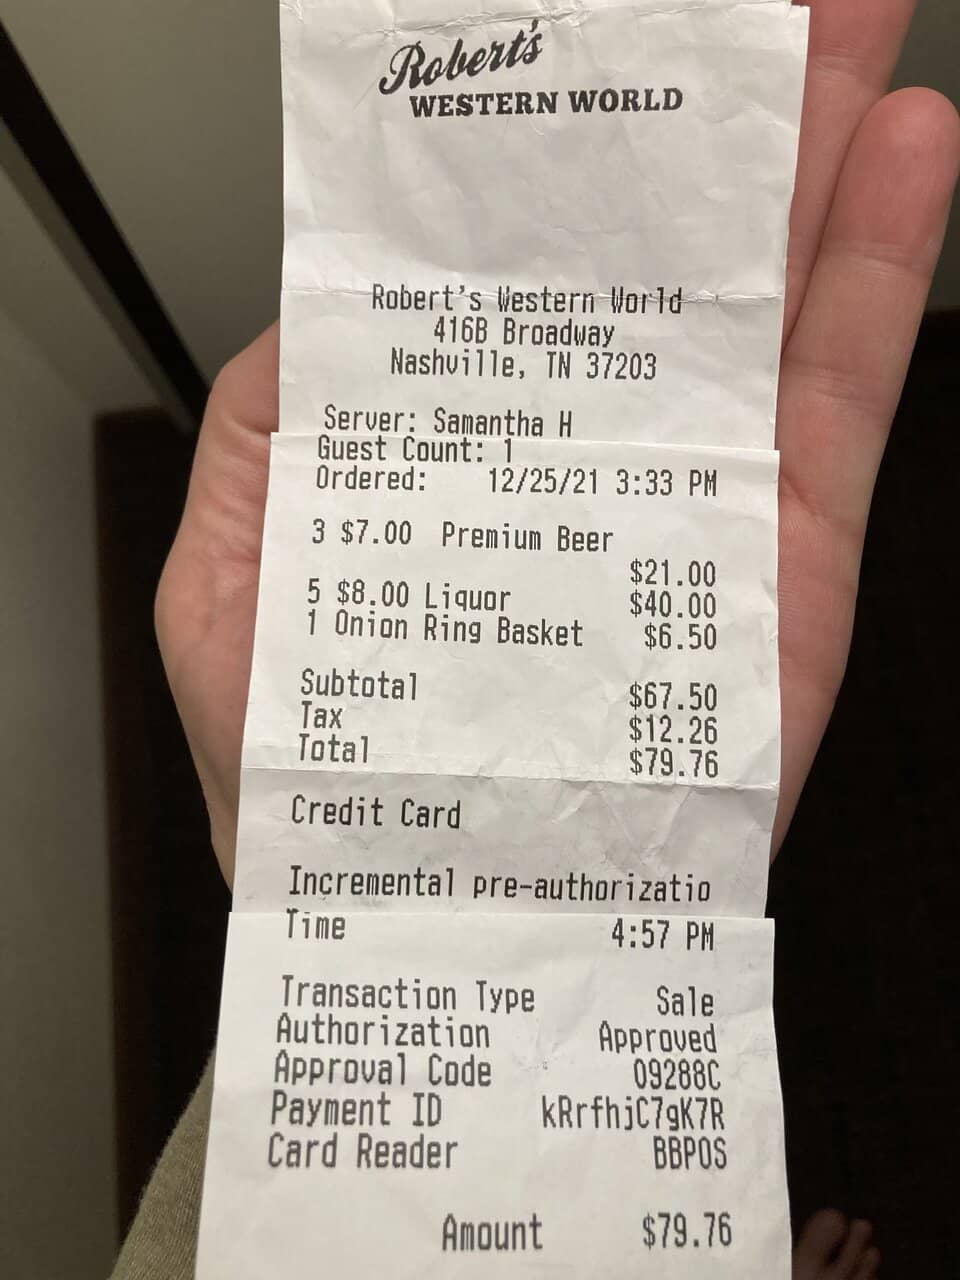 Robert's
WESTERN WORLD
Robert's Western World
416B Broadway
Nashville, TN 37203
Server: Samantha H
Guest Count: 1
Ordered: 12/25/21 3:33 PM
3 $7.00 Premium Beer
$21.00
5 $8.00 Liquor $40.00
1 Onion Ring Basket $6.50
Subtotal $67.50
Tax $12.26
Total $79.76
Credit Card
Incremental pre-authorizatio
Time 4:57 PM
Transaction Type Sale
Authorization Approved
Approval Code 09288C
Payment ID kRrfhjC7gK7R
Card Reader BBPOS
Amount $79.76